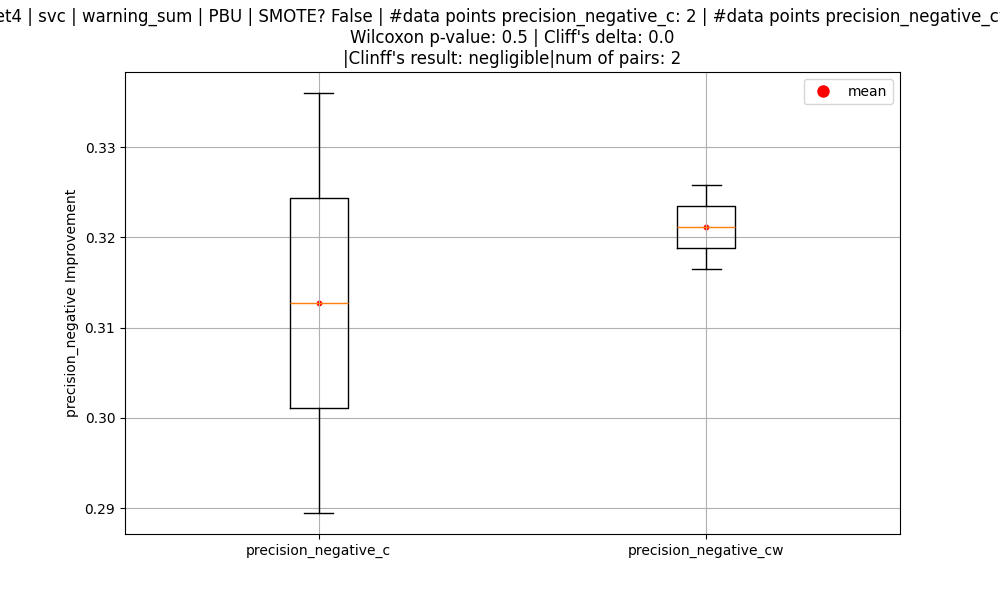 et4 | svc | warning_sum | PBU | SMOTE? False | #data points precision_negative_c: 2 | #data points precision_negative_c
Wilcoxon p-value: 0.5 | Cliff's delta: 0.0
|Clinff's result: negligible|num of pairs: 2
mean
0.33
0.32
0.31
0.30
0.29
precision_negative Improvement
precision_negative_c
precision_negative_cw